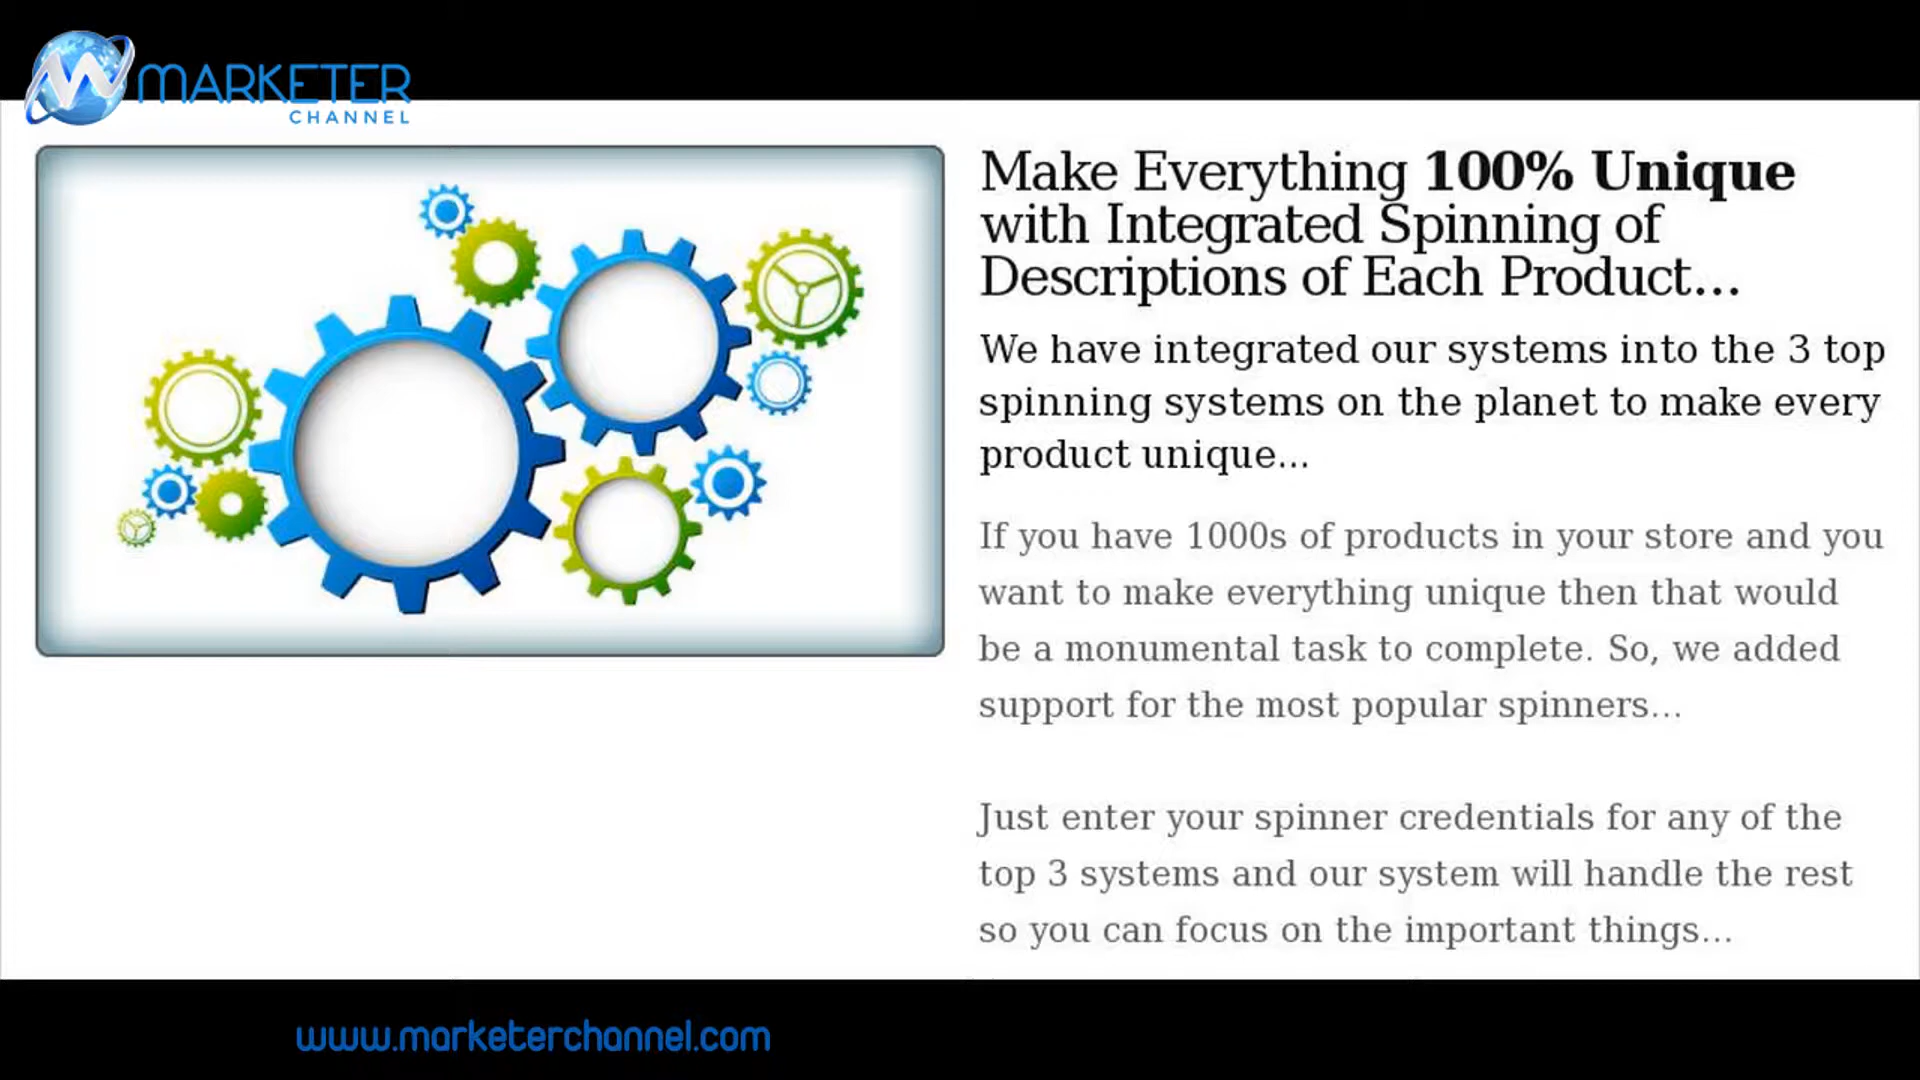 MARKETER
CHANNEL
Make Everything 100% Unique
with Integrated Spinning of
Descriptions of Each Product...
We have integrated our systems into the 3 top
spinning systems on the planet to make every
product unique...
If you have 1000s of products in your store and you
want to make everything unique then that would
be a monumental task to complete. So, we added
support for the most popular spinners...
Just enter your spinner credentials for any of the
top 3 systems and our system will handle the rest
so you can focus on the important things...
www.marketerchannel.com